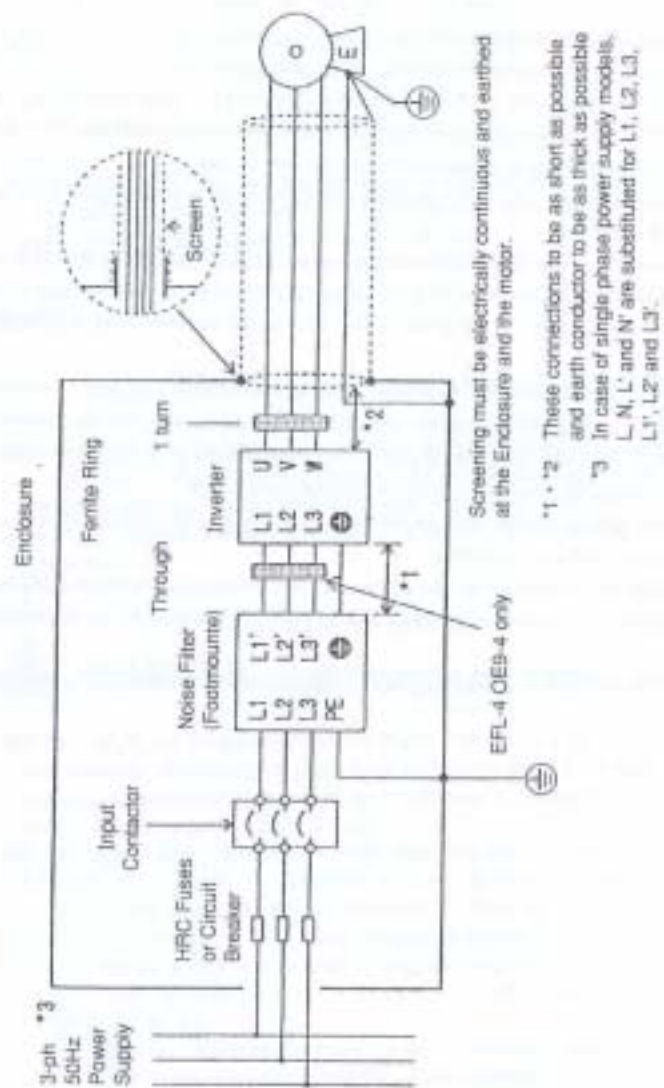 Enclosure
Ferrite Ring
Through
1 turn
Screen
3-ph *3
50Hz
Power
Supply
HRC Fuses
or Circuit
Breaker
Input
Contactor
Noise Filter
(Footmounte)
L1 L1'
L2 L2'
L3 L3'
PE
Inverter
L1 U
L2 V
L3 W
*1
*2
E
EFL-4 0E9-4 only
Screening must be electrically continuous and earthed
at the Enclosure and the motor.
*1 + *2 These connections to be as short as possible
and earth conductor to be as thick as possible
*3 In case of single phase power supply models,
L, N, L' and N' are substituted for L1, L2, L3,
L1', L2' and L3'.